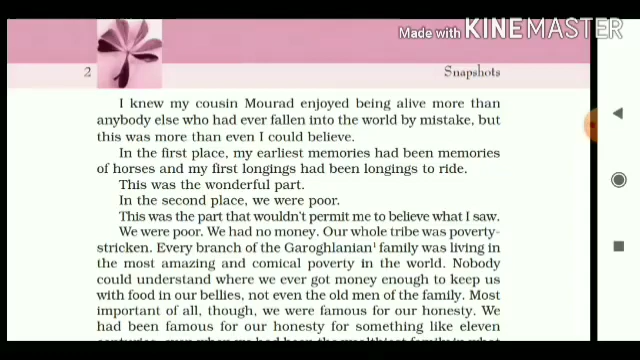 Made with KINEMASTER
2
Snapshots
I knew my cousin Mourad enjoyed being alive more than
anybody else who had ever fallen into the world by mistake, but
this was more than even I could believe.
In the first place, my earliest memories had been memories
of horses and my first longings had been longings to ride.
This was the wonderful part.
In the second place, we were poor.
This was the part that wouldn't permit me to believe what I saw.
We were poor. We had no money. Our whole tribe was poverty-
stricken. Every branch of the Garoghlanian¹ family was living in
the most amazing and comical poverty in the world. Nobody
could understand where we ever got money enough to keep us
with food in our bellies, not even the old men of the family. Most
important of all, though, we were famous for our honesty. We
had been famous for our honesty for something like eleven